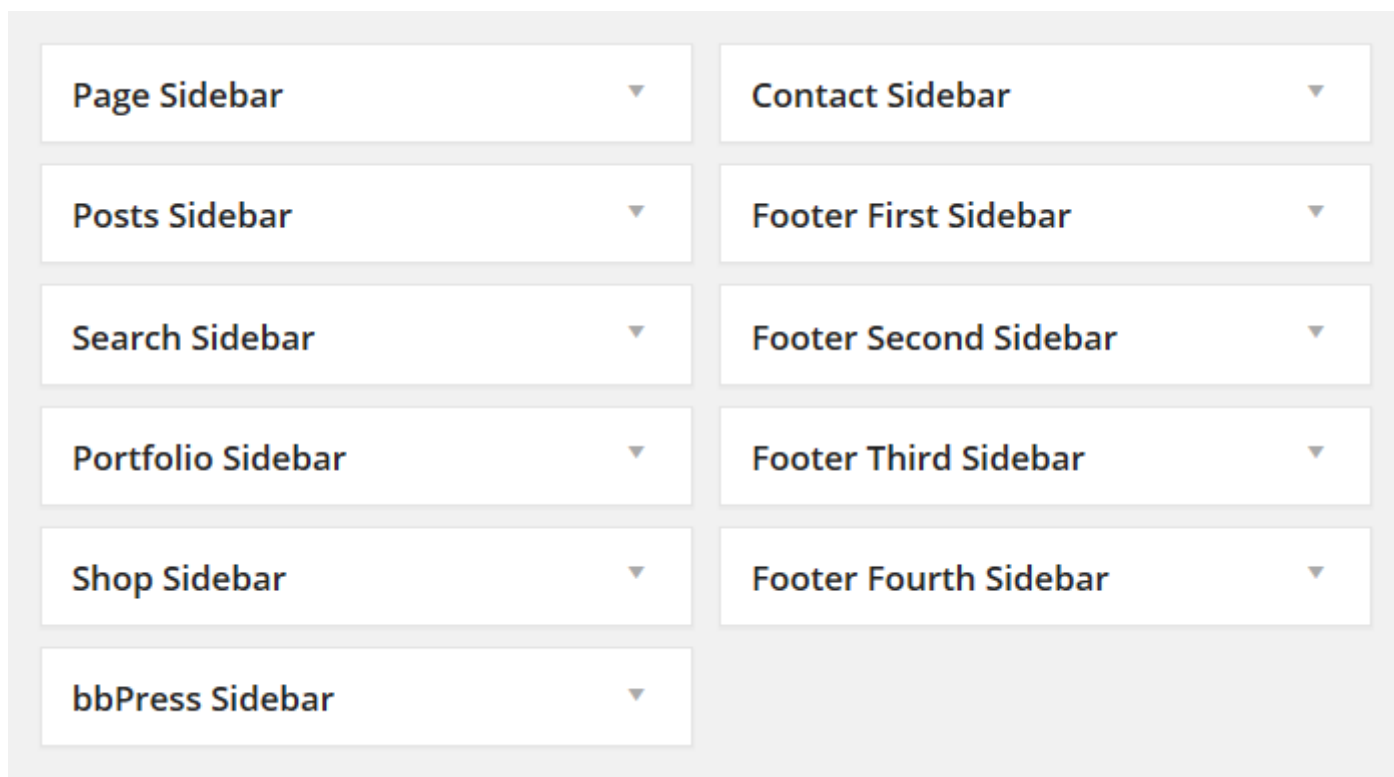 Page Sidebar
Posts Sidebar
Search Sidebar
Portfolio Sidebar
Shop Sidebar
bbPress Sidebar
Contact Sidebar
Footer First Sidebar
Footer Second Sidebar
Footer Third Sidebar
Footer Fourth Sidebar